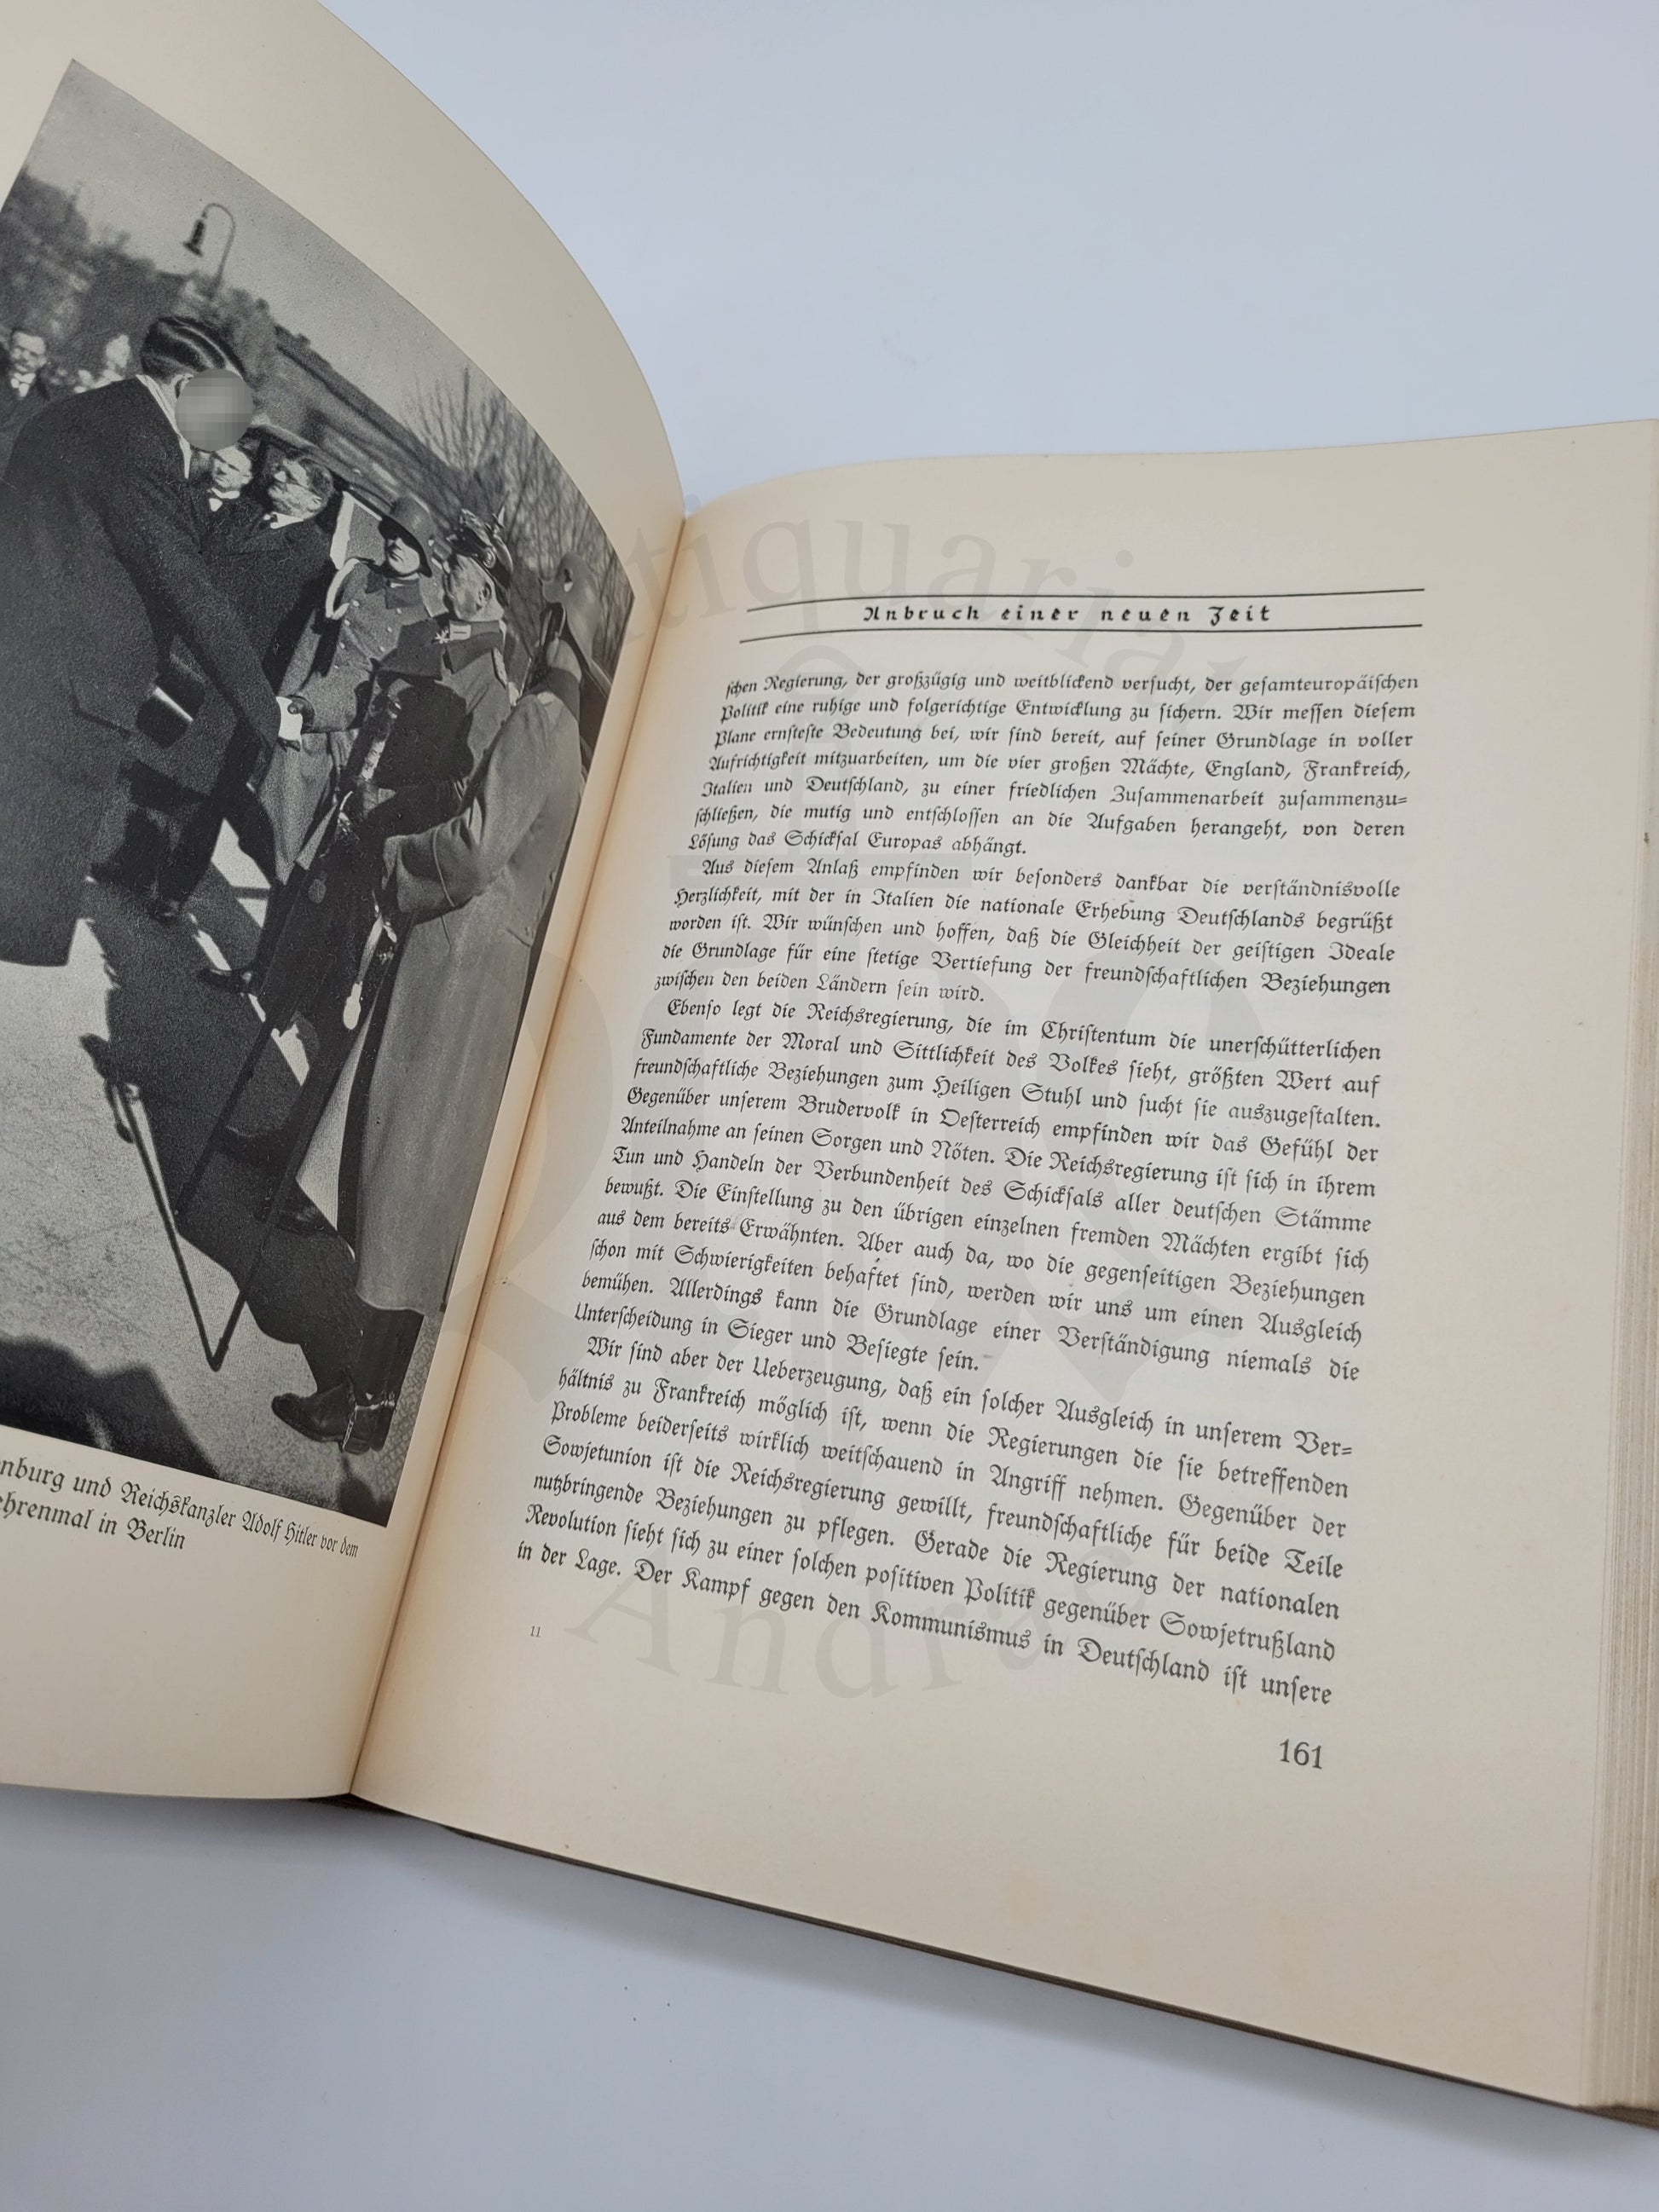 nburg und Reichskanzler Adolf Hitler vor dem
ehrenmal in Berlin
Anbruch einer neuen Zeit
schen Regierung, der großzügig und weitblickend versucht, der gesamteuropäischen
Politik eine ruhige und folgerichtige Entwicklung zu sichern. Wir messen diesem
Plane ernsteste Bedeutung bei, wir sind bereit, auf seiner Grundlage in voller
Aufrichtigkeit mitzuarbeiten, um die vier großen Mächte, England, Frankreich,
Italien und Deutschland, zu einer friedlichen Zusammenarbeit zusammenzu=
schließen, die mutig und entschlossen an die Aufgaben herangeht, von deren
Lösung das Schicksal Europas abhängt.
Aus diesem Anlaß empfinden wir besonders dankbar die verständnisvolle
Herzlichkeit, mit der in Italien die nationale Erhebung Deutschlands begrüßt
worden ist. Wir wünschen und hoffen, daß die Gleichheit der geistigen Ideale
die Grundlage für eine stetige Vertiefung der freundschaftlichen Beziehungen
zwischen den beiden Ländern sein wird.
Ebenso legt die Reichsregierung, die im Christentum die unerschütterlichen
Fundamente der Moral und Sittlichkeit des Volkes sieht, größten Wert auf
freundschaftliche Beziehungen zum Heiligen Stuhl und sucht sie auszugestalten.
Gegenüber unserem Brudervolk in Oesterreich empfinden wir das Gefühl der
Anteilnahme an seinen Sorgen und Nöten. Die Reichsregierung ist sich in ihrem
Tun und Handeln der Verbundenheit des Schicksals aller deutschen Stämme
bewußt. Die Einstellung zu den übrigen einzelnen fremden Mächten ergibt sich
aus dem bereits Erwähnten. Aber auch da, wo die gegenseitigen Beziehungen
schon mit Schwierigkeiten behaftet sind, werden wir uns um einen Ausgleich
bemühen. Allerdings kann die Grundlage einer Verständigung niemals die
Unterscheidung in Sieger und Besiegte sein.
Wir sind aber der Ueberzeugung, daß ein solcher Ausgleich in unserem Ver=
hältnis zu Frankreich möglich ist, wenn die Regierungen die sie betreffenden
Probleme beiderseits wirklich weitschauend in Angriff nehmen. Gegenüber der
Sowjetunion ist die Reichsregierung gewillt, freundschaftliche für beide Teile
nutzbringende Beziehungen zu pflegen. Gerade die Regierung der nationalen
Revolution sieht sich zu einer solchen positiven Politik gegenüber Sowjetrußland
in der Lage. Der Kampf gegen den Kommunismus in Deutschland ist unsere
11
161